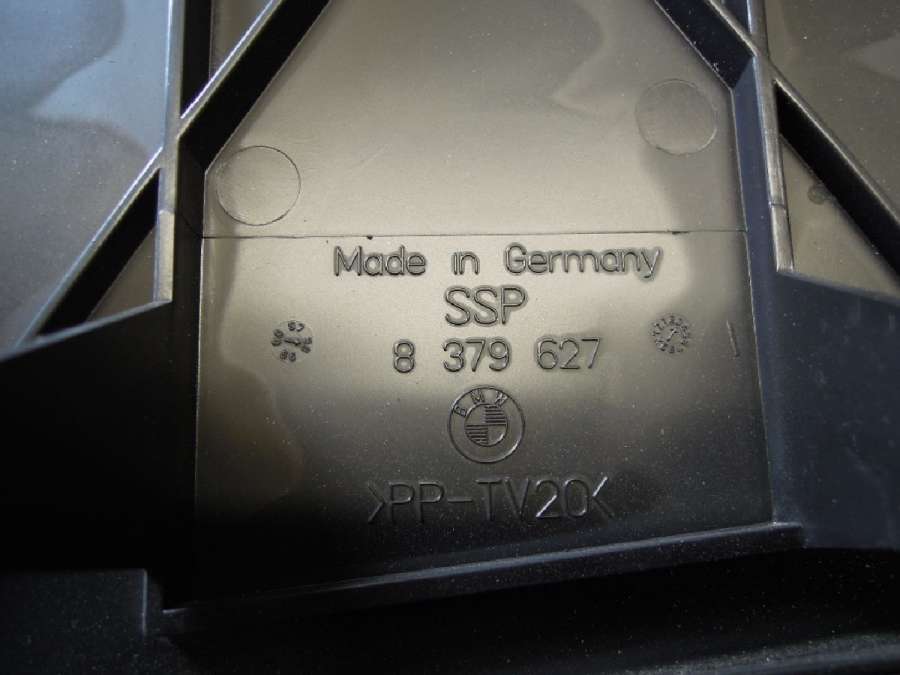 Made in Germany
SSP
8 379 627
BMW
>PP-TV20<